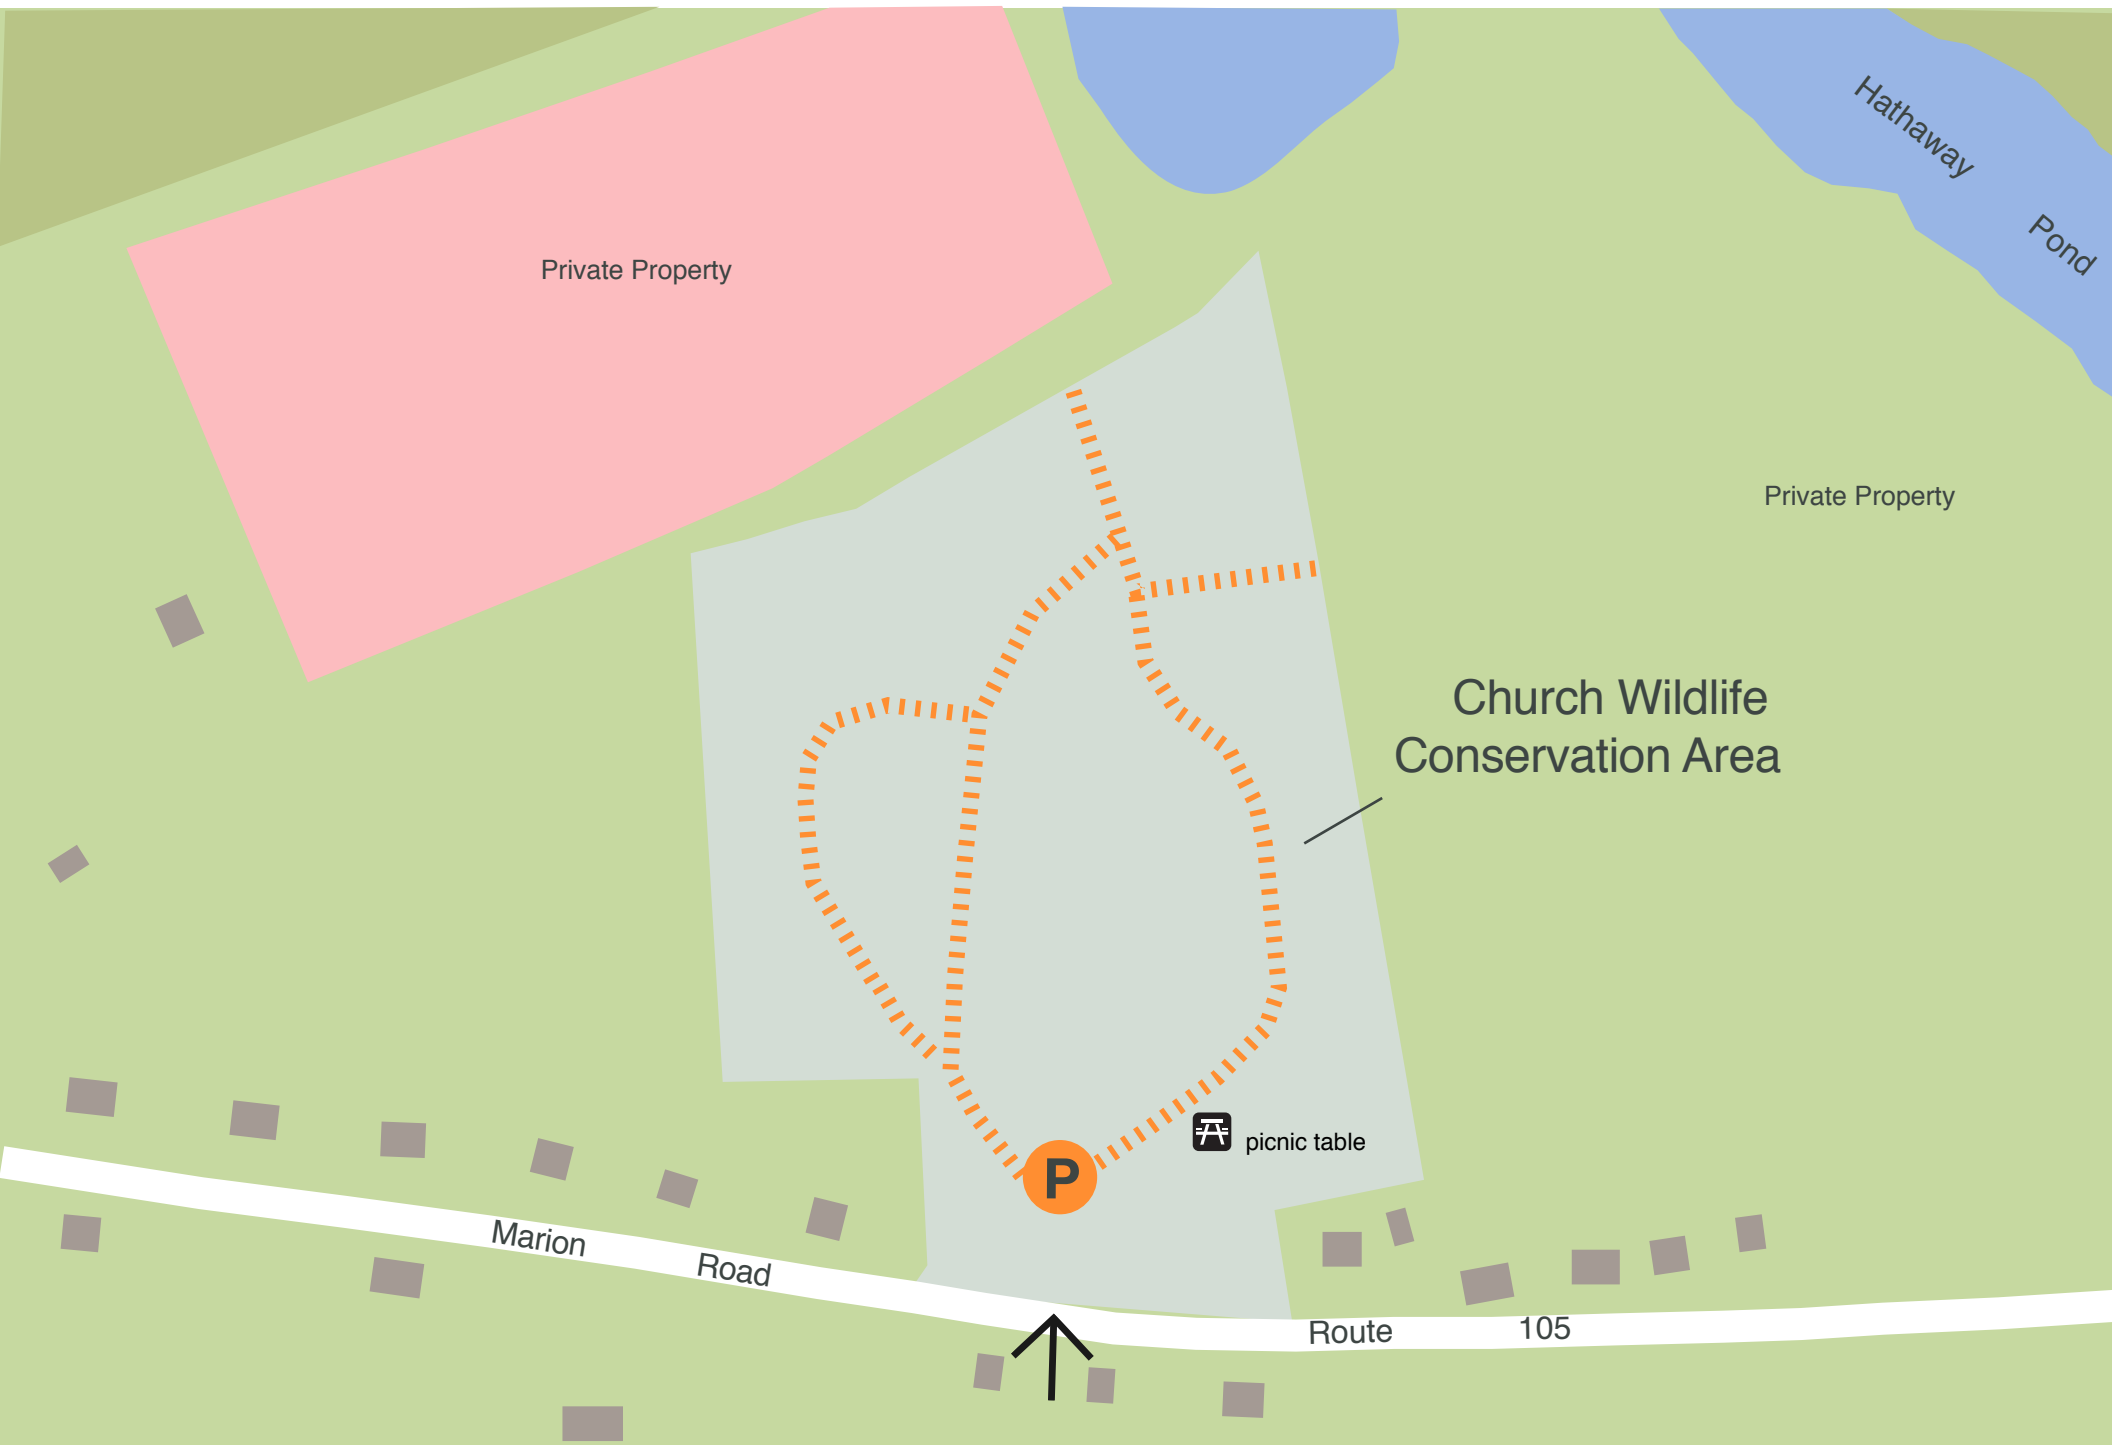 Hathaway
Pond
Private Property
Private Property
Church Wildlife
Conservation Area
picnic table
P
Marion Road
Route 105